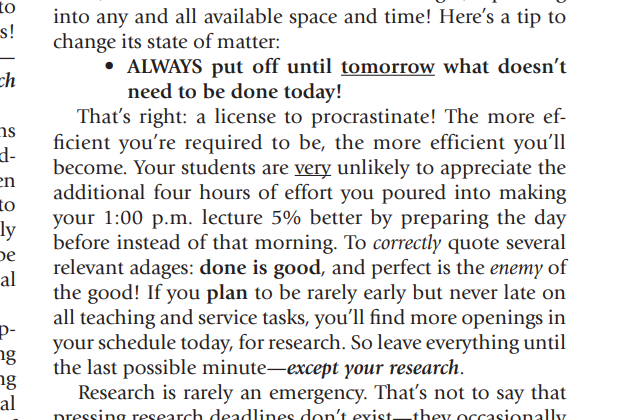 to
s!
ch
ns
d-
en
to
ly
be
al
p-
ng
ng
al
into any and all available space and time! Here's a tip to
change its state of matter:
• ALWAYS put off until tomorrow what doesn't
need to be done today!
That's right: a license to procrastinate! The more ef-
ficient you're required to be, the more efficient you'll
become. Your students are very unlikely to appreciate the
additional four hours of effort you poured into making
your 1:00 p.m. lecture 5% better by preparing the day
before instead of that morning. To correctly quote several
relevant adages: done is good, and perfect is the enemy of
the good! If you plan to be rarely early but never late on
all teaching and service tasks, you'll find more openings in
your schedule today, for research. So leave everything until
the last possible minute—except your research.
Research is rarely an emergency. That's not to say that
pressing research deadlines don't exist—they occasionally